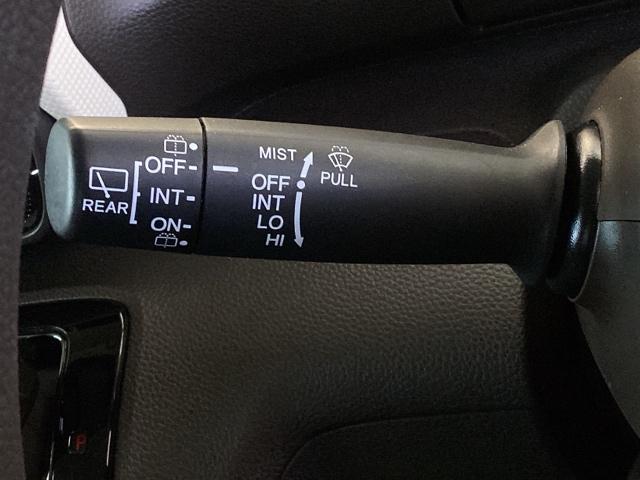 REAR
OFF
INT
ON
MIST
OFF
INT
LO
HI
PULL
P